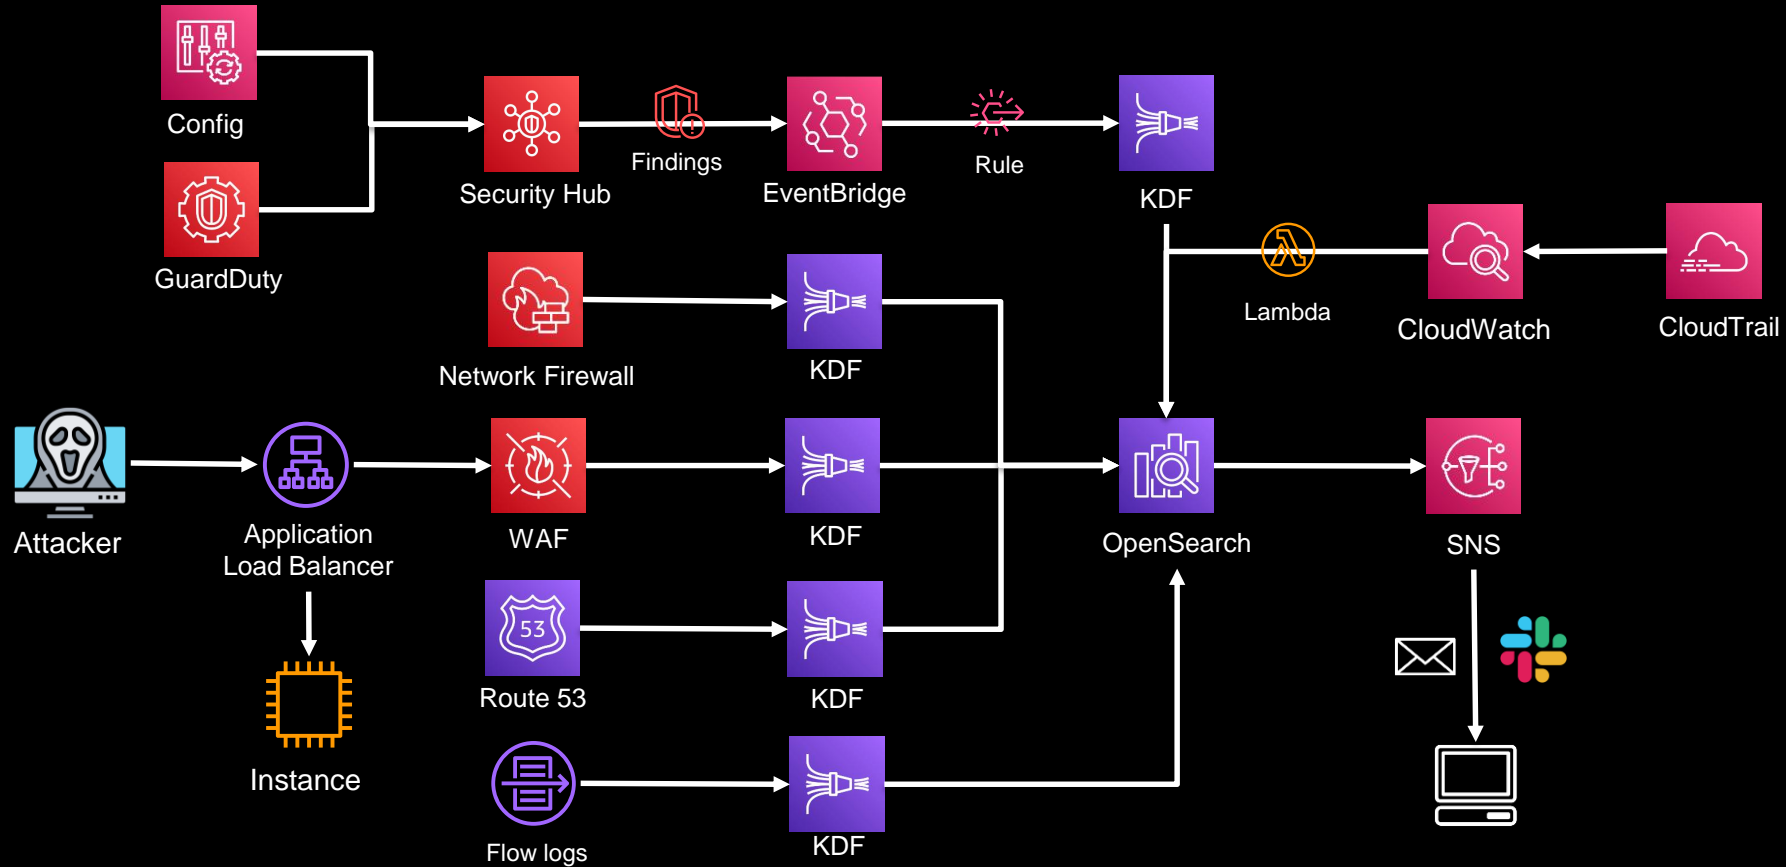 Config
Security Hub
Findings
EventBridge
Rule
KDF
GuardDuty
Lambda
CloudWatch
CloudTrail
Network Firewall
KDF
Attacker
Application
Load Balancer
WAF
KDF
OpenSearch
SNS
53
Route 53
KDF
Instance
Flow logs
KDF